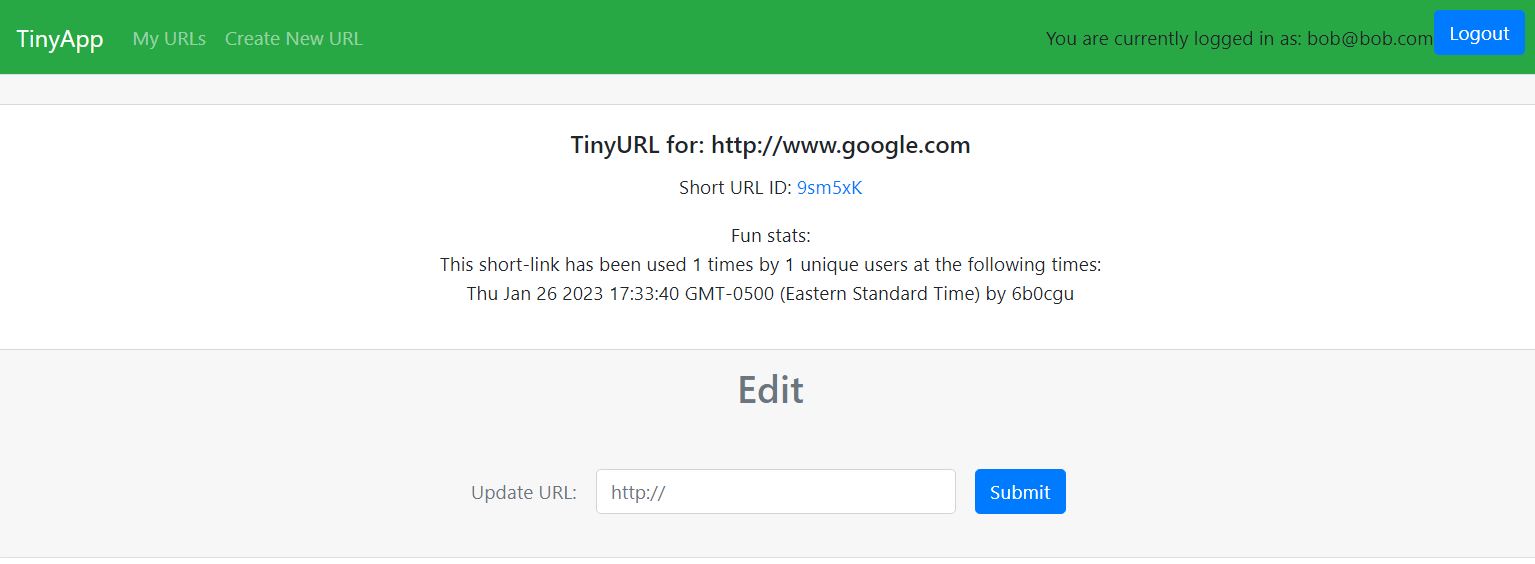 TinyApp My URLs Create New URL You are currently logged in as: bob@bob.com Logout
TinyURL for: http://www.google.com
Short URL ID: 9sm5xK
Fun stats:
This short-link has been used 1 times by 1 unique users at the following times:
Thu Jan 26 2023 17:33:40 GMT-0500 (Eastern Standard Time) by 6b0cgu
Edit
Update URL: http:// Submit